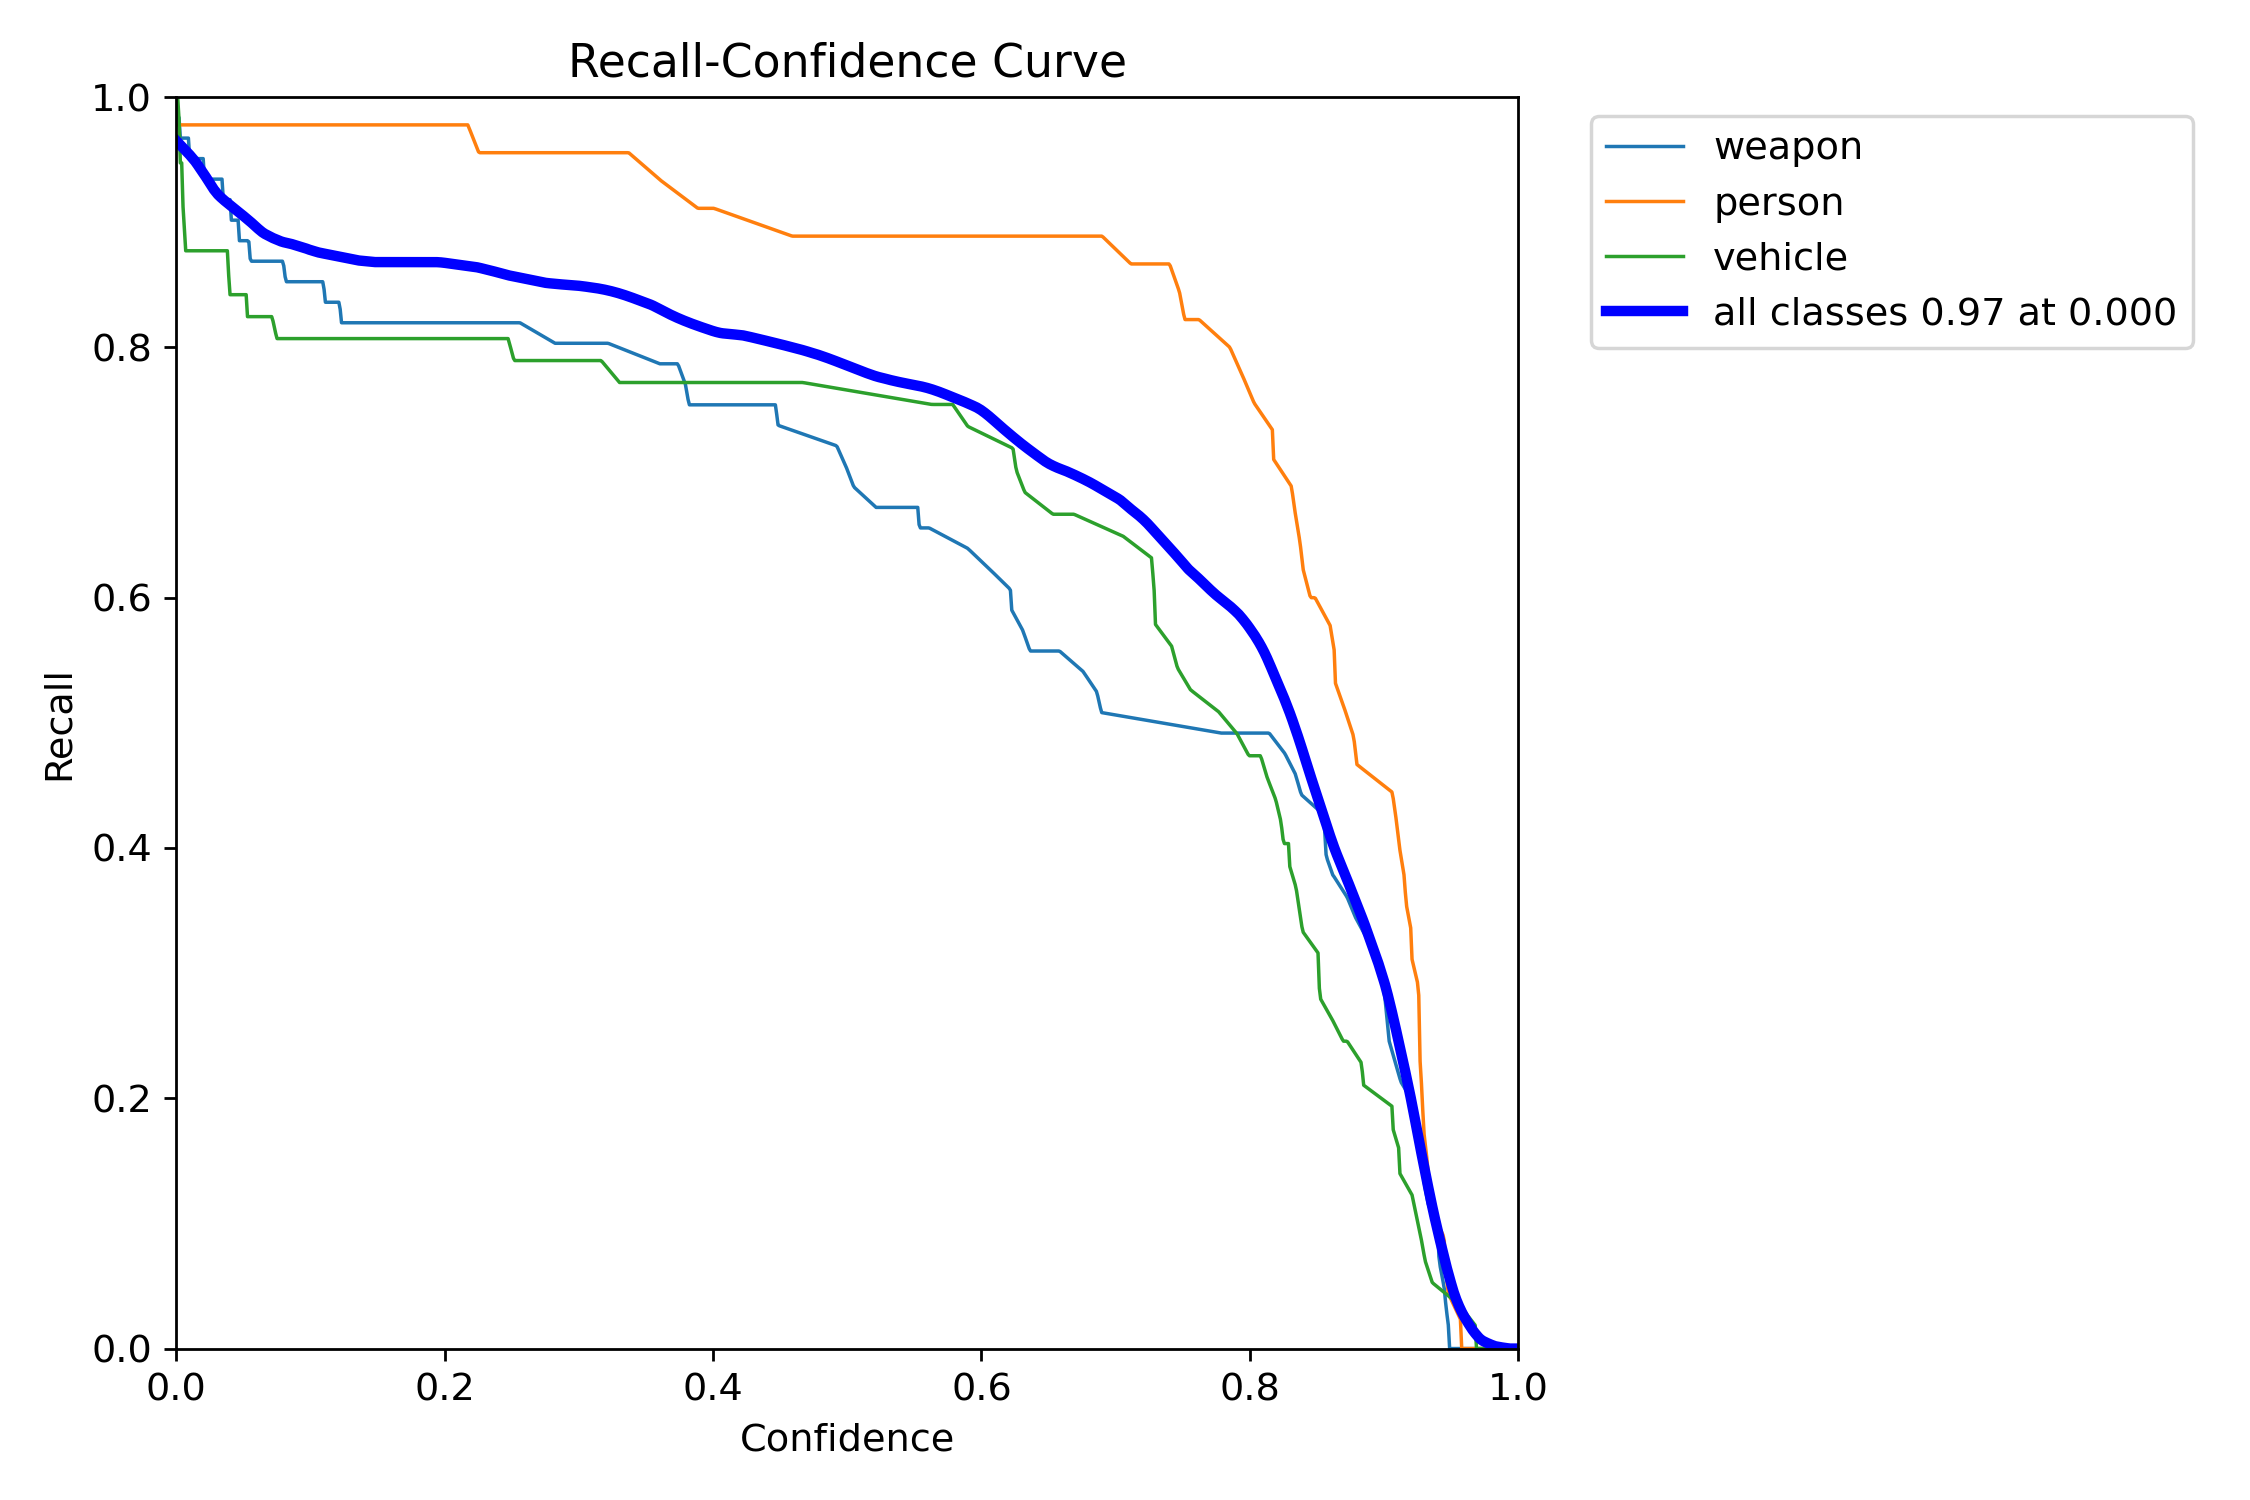 Recall-Confidence Curve
1.0
0.8
0.6
0.4
0.2
0.0
Recall
0.0 0.2 0.4 0.6 0.8 1.0
Confidence
weapon
person
vehicle
all classes 0.97 at 0.000